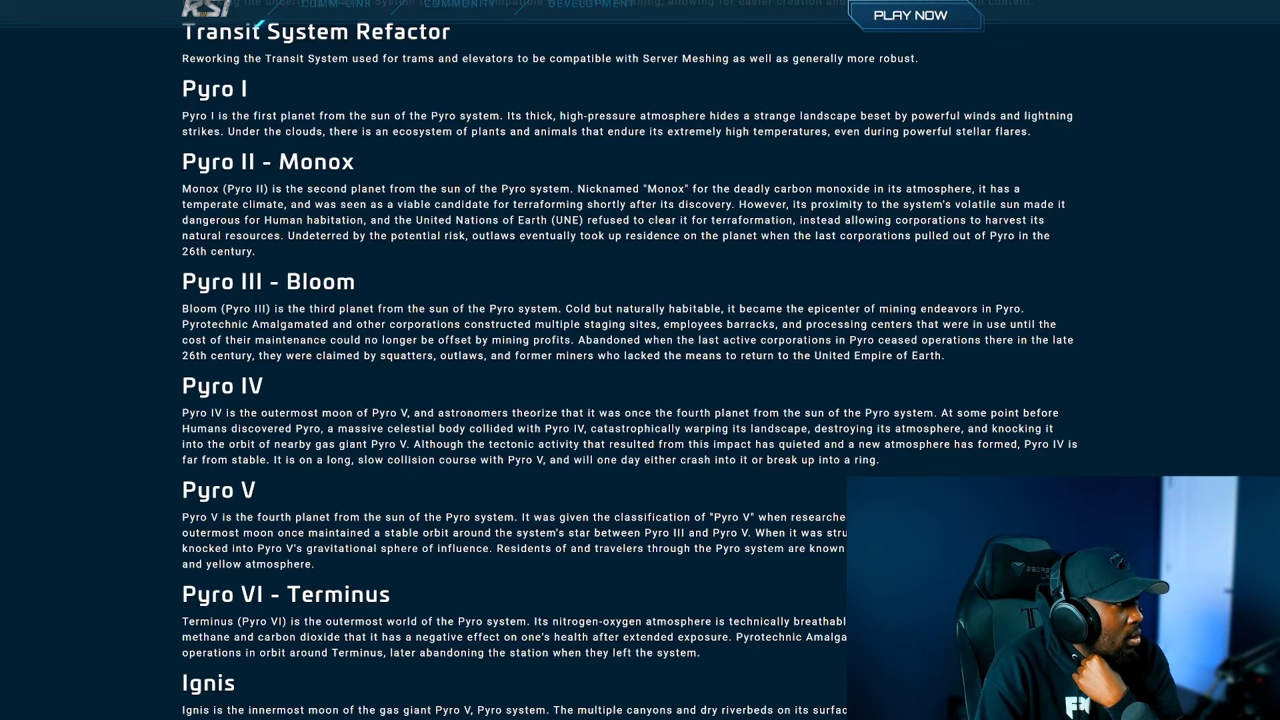 RSI
COMM-LINK
COMMUNITY
DEVELOPMENT
PLAY NOW
Transit System Refactor
Reworking the Transit System used for trams and elevators to be compatible with Server Meshing as well as generally more robust.
Pyro I
Pyro I is the first planet from the sun of the Pyro system. Its thick, high-pressure atmosphere hides a strange landscape beset by powerful winds and lightning
strikes. Under the clouds, there is an ecosystem of plants and animals that endure its extremely high temperatures, even during powerful stellar flares.
Pyro II - Monox
Monox (Pyro II) is the second planet from the sun of the Pyro system. Nicknamed "Monox" for the deadly carbon monoxide in its atmosphere, it has a
temperate climate, and was seen as a viable candidate for terraforming shortly after its discovery. However, its proximity to the system's volatile sun made it
dangerous for Human habitation, and the United Nations of Earth (UNE) refused to clear it for terraformation, instead allowing corporations to harvest its
natural resources. Undeterred by the potential risk, outlaws eventually took up residence on the planet when the last corporations pulled out of Pyro in the
26th century.
Pyro III - Bloom
Bloom (Pyro III) is the third planet from the sun of the Pyro system. Cold but naturally habitable, it became the epicenter of mining endeavors in Pyro.
Pyrotechnic Amalgamated and other corporations constructed multiple staging sites, employees barracks, and processing centers that were in use until the
cost of their maintenance could no longer be offset by mining profits. Abandoned when the last active corporations in Pyro ceased operations there in the late
26th century, they were claimed by squatters, outlaws, and former miners who lacked the means to return to the United Empire of Earth.
Pyro IV
Pyro IV is the outermost moon of Pyro V, and astronomers theorize that it was once the fourth planet from the sun of the Pyro system. At some point before
Humans discovered Pyro, a massive celestial body collided with Pyro IV, catastrophically warping its landscape, destroying its atmosphere, and knocking it
into the orbit of nearby gas giant Pyro V. Although the tectonic activity that resulted from this impact has quieted and a new atmosphere has formed, Pyro IV is
far from stable. It is on a long, slow collision course with Pyro V, and will one day either crash into it or break up into a ring.
Pyro V
Pyro V is the fourth planet from the sun of the Pyro system. It was given the classification of "Pyro V" when researche
outermost moon once maintained a stable orbit around the system's star between Pyro III and Pyro V. When it was stru
knocked into Pyro V's gravitational sphere of influence. Residents of and travelers through the Pyro system are known
and yellow atmosphere.
Pyro VI - Terminus
Terminus (Pyro VI) is the outermost world of the Pyro system. Its nitrogen-oxygen atmosphere is technically breathabl
methane and carbon dioxide that it has a negative effect on one's health after extended exposure. Pyrotechnic Amalga
operations in orbit around Terminus, later abandoning the station when they left the system.
Ignis
Ignis is the innermost moon of the gas giant Pyro V, Pyro system. The multiple canyons and dry riverbeds on its surfac